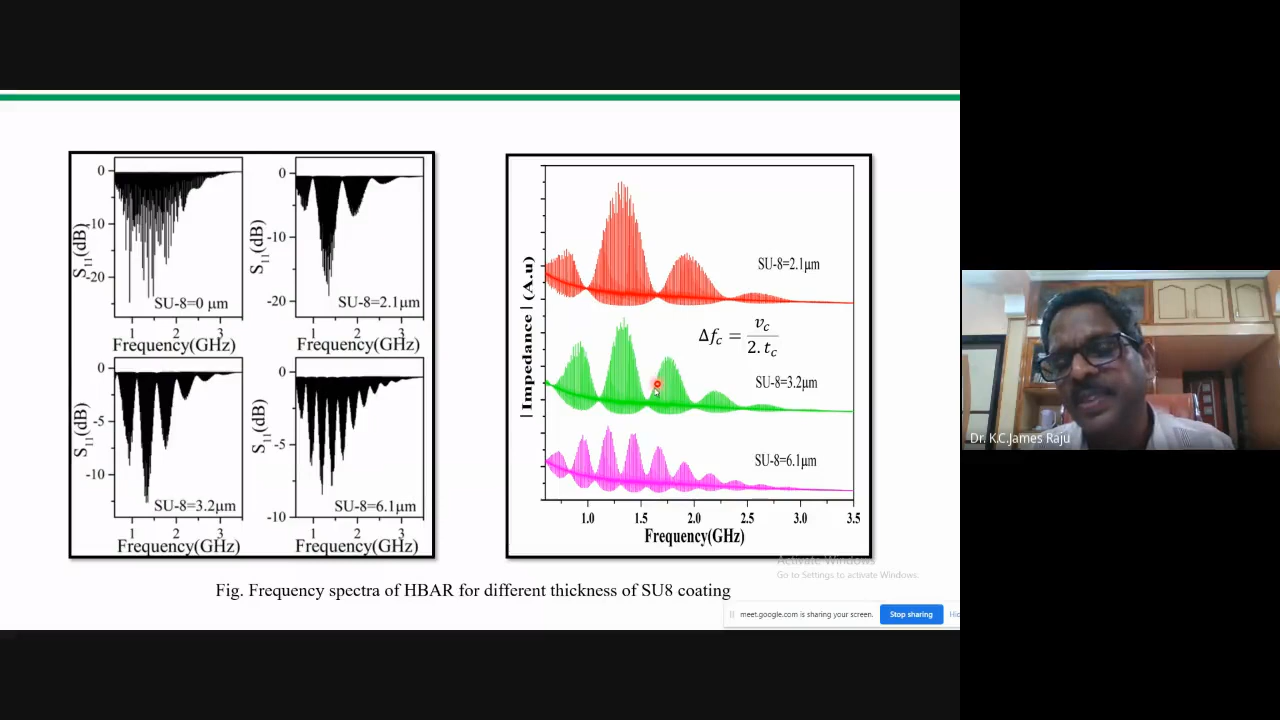 0
-10
-20
S11(dB)
SU-8=0 μm
1 2 3
Frequency(GHz)
0
-10
-20
S11(dB)
SU-8=2.1μm
1 2 3
Frequency(GHz)
0
-5
-10
S11(dB)
SU-8=3.2μm
1 2 3
Frequency(GHz)
0
-5
-10
S11(dB)
SU-8=6.1μm
1 2 3
Frequency(GHz)
| Impedance | (A.u)
SU-8=2.1μm
Δfc = vc / 2. tc
SU-8=3.2μm
SU-8=6.1μm
1.0 1.5 2.0 2.5 3.0 3.5
Frequency(GHz)
Fig. Frequency spectra of HBAR for different thickness of SU8 coating
Activate Windows
Go to Settings to activate Windows.
meet.google.com is sharing your screen. Stop sharing
Dr. K.C.James Raju